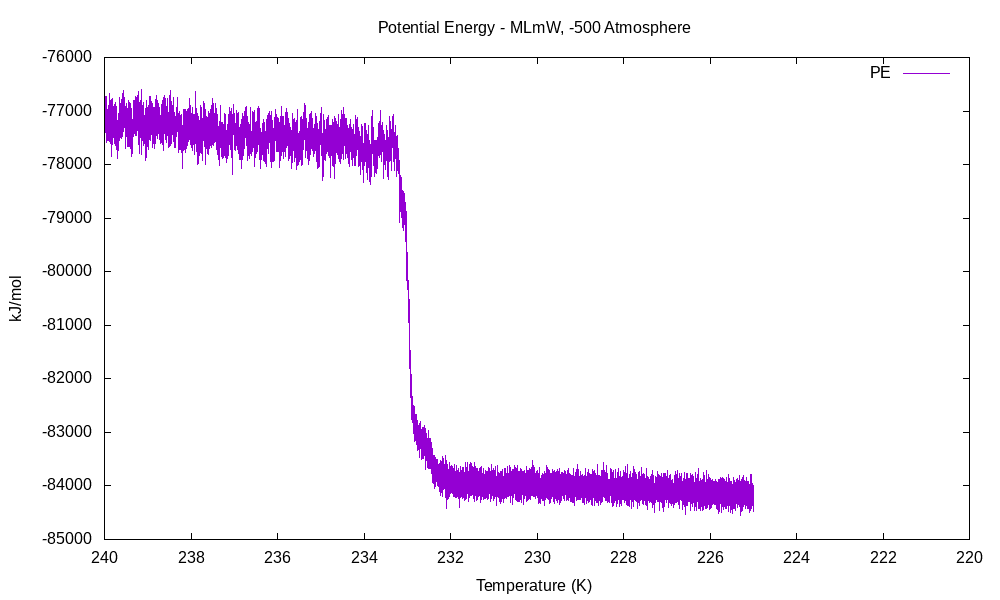 Potential Energy - MLmW, -500 Atmosphere
PE
-76000
-77000
-78000
-79000
-80000
-81000
-82000
-83000
-84000
-85000
kJ/mol
240 238 236 234 232 230 228 226 224 222 220
Temperature (K)